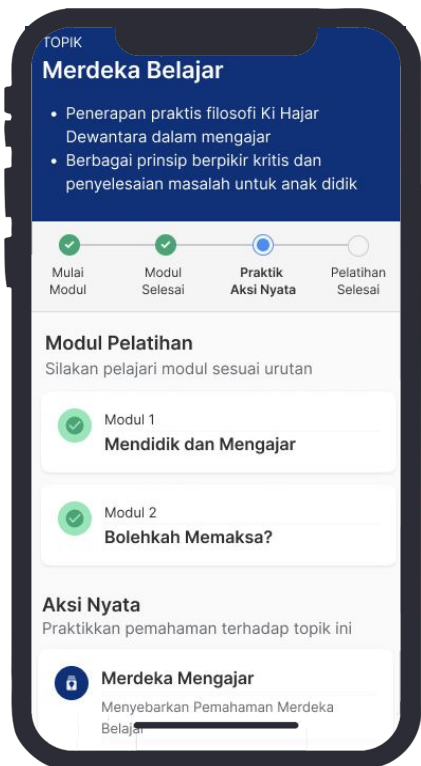 TOPIK
Merdeka Belajar
• Penerapan praktis filosofi Ki Hajar
Dewantara dalam mengajar
• Berbagai prinsip berpikir kritis dan
penyelesaian masalah untuk anak didik
Mulai
Modul
Modul
Selesai
Praktik
Aksi Nyata
Pelatihan
Selesai
Modul Pelatihan
Silakan pelajari modul sesuai urutan
Modul 1
Mendidik dan Mengajar
Modul 2
Bolehkah Memaksa?
Aksi Nyata
Praktikkan pemahaman terhadap topik ini
Merdeka Mengajar
Menyebarkan Pemahaman Merdeka
Belajar